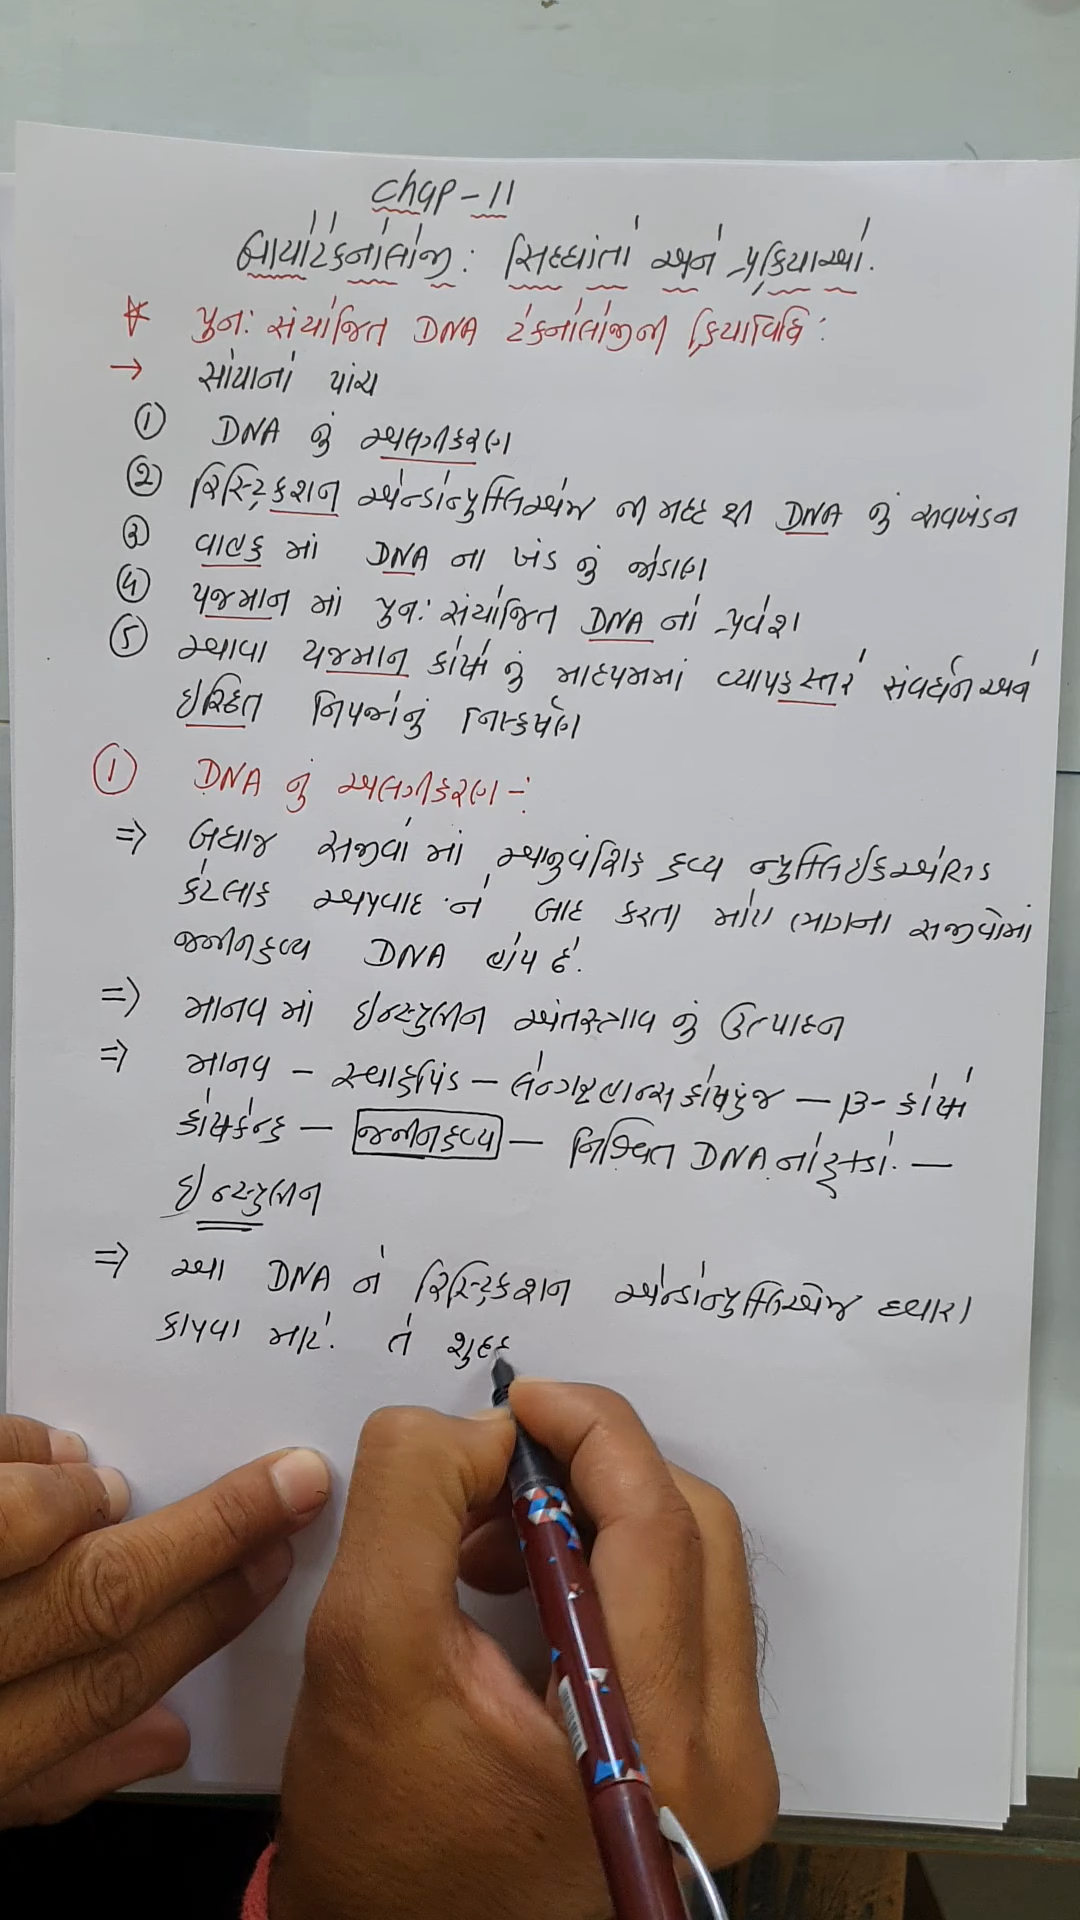 Chap-11
બાયોટેકનોલોજી: સિદ્ધાંતો અને પ્રક્રિયાઓ.
* પુનઃ સંયોજિત DNA ટેકનોલોજીની ક્રિયાવિધિ:
→ સોપાનો પાંચ
① DNA નું અલગીકરણ
② રિસ્ટ્રિક્શન એન્ડોન્યુક્લિએઝ ની મદદ થી DNA નું અવખંડન
③ વાહક માં DNA ના ખંડ નું જોડાણ
④ યજમાન માં પુનઃ સંયોજિત DNA નો પ્રવેશ
⑤ આવા યજમાન કોષો નું માધ્યમમાં વ્યાપક સ્તરે સંવર્ધન અને
ઇચ્છિત નિપજોનું નિષ્કર્ષણ
① DNA નું અલગીકરણ -:
⇒ બધાજ સજીવો માં આનુવંશિક દ્રવ્ય ન્યુક્લિઇક એસિડ
કેટલાક અપવાદ ને બાદ કરતા મોટા ભાગના સજીવોમાં
જનીનદ્રવ્ય DNA હોય છે.
⇒ માનવ માં ઇન્સ્યુલીન અંતસ્ત્રાવ નું ઉત્પાદન
⇒ માનવ - સ્વાદુપિંડ - લેન્ગરહાન્સ કોષપુંજ - β- કોષો
કોષકેન્દ્ર - જનીનદ્રવ્ય - નિશ્ચિત DNA નો ટૂકડો. -
ઇન્સ્યુલીન
⇒ આ DNA ને રિસ્ટ્રિક્શન એન્ડોન્યુક્લિએઝ દ્વારા
કાપવા માટે. તે શુદ્ધ